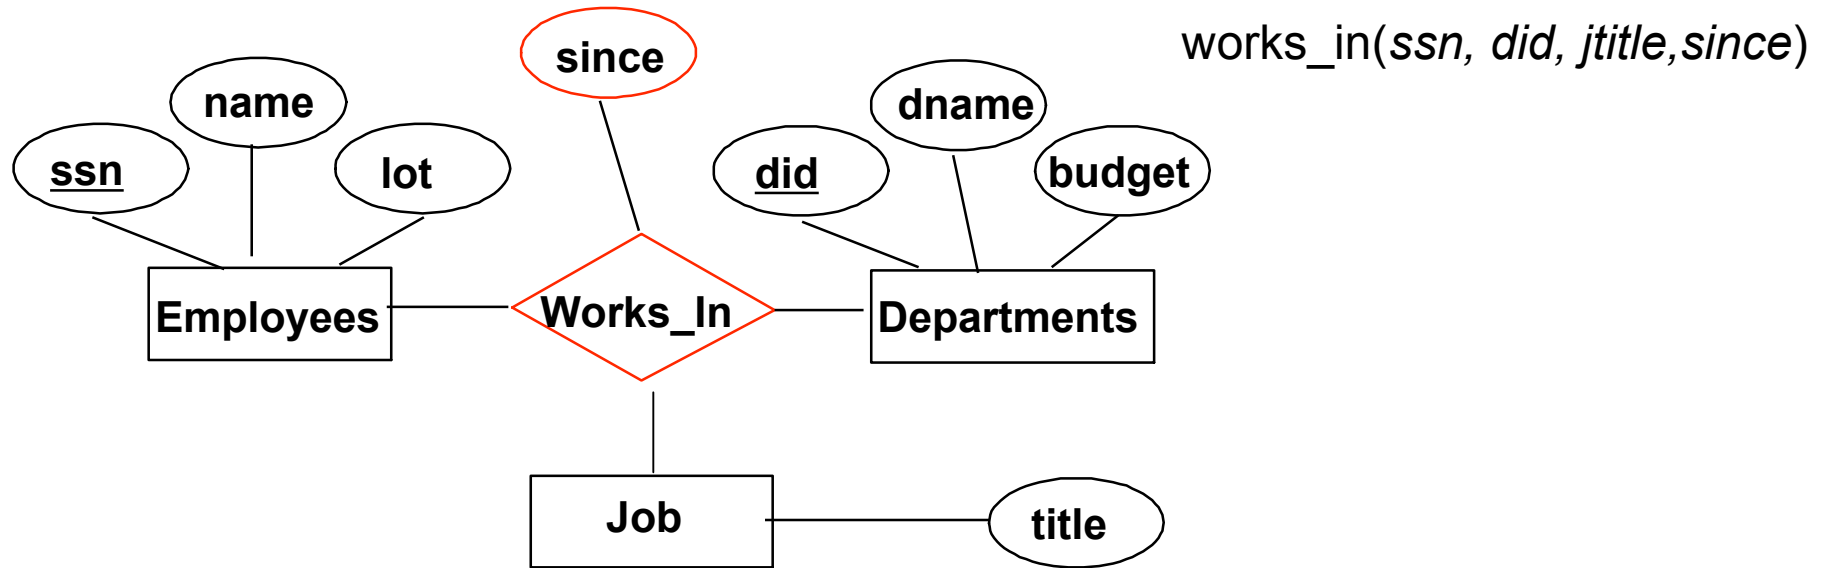 since
works_in(ssn, did, jtitle,since)
name
dname
ssn
lot
did
budget
Employees
Works_In
Departments
Job
title